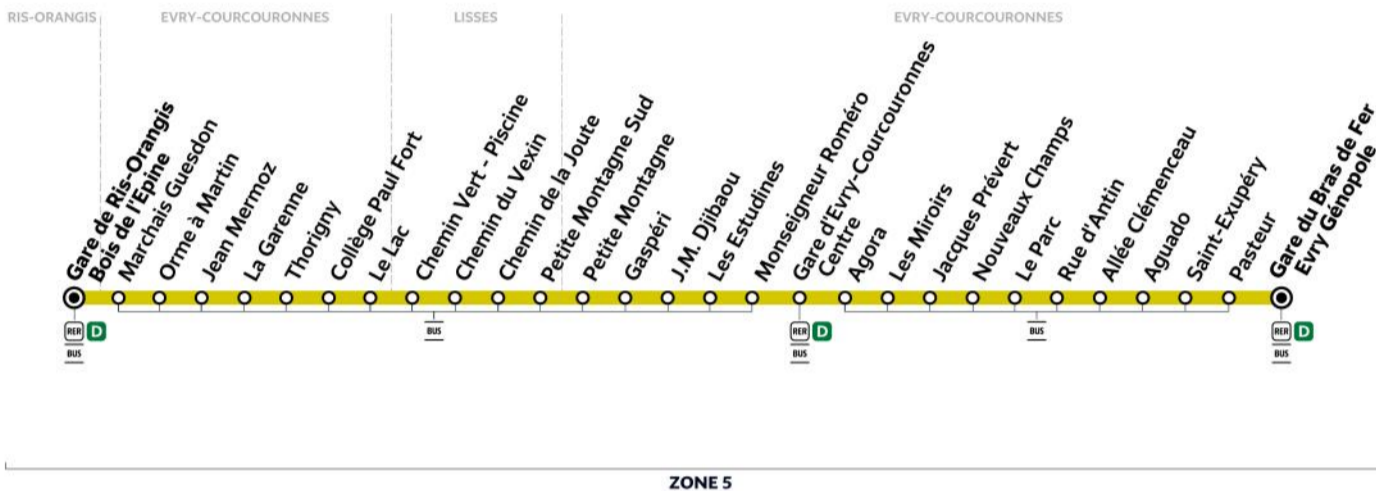 RIS-ORANGIS
EVRY-COURCOURONNES
LISSES
EVRY-COURCOURONNES
Gare de Ris-Orangis
Bois de l'Epine
Marchais Guesdon
Orme à Martin
Jean Mermoz
La Garenne
Thorigny
Collège Paul Fort
Le Lac
Chemin Vert - Piscine
Chemin du Vexin
Chemin de la Joute
Petite Montagne Sud
Petite Montagne
Gaspéri
J.M. Djibaou
Les Estudines
Monseigneur Roméro
Gare d'Evry-Courcouronnes
Centre
Agora
Les Miroirs
Jacques Prévert
Nouveaux Champs
Le Parc
Rue d'Antin
Allée Clémenceau
Aguado
Saint-Exupéry
Pasteur
Gare du Bras de Fer
Evry Génopole
RER D
BUS
BUS
RER D
BUS
BUS
RER D
BUS
ZONE 5